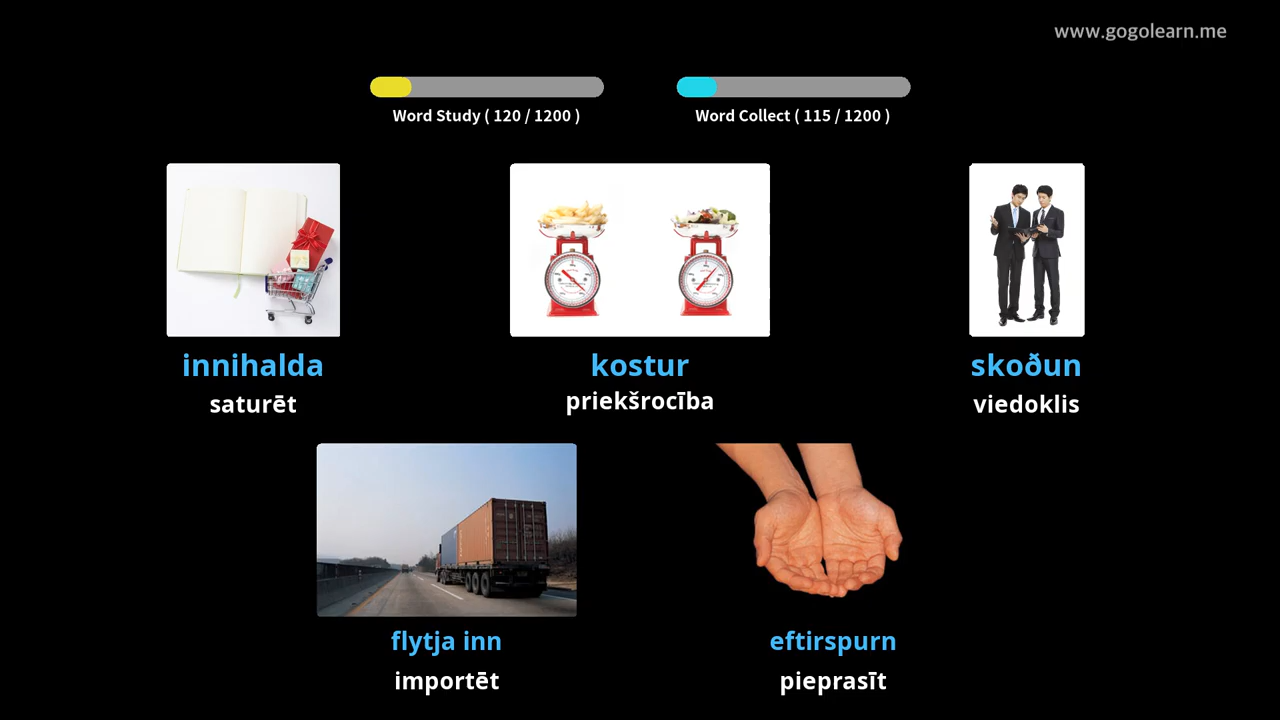 www.gogolearn.me
Word Study ( 120 / 1200 )
Word Collect ( 115 / 1200 )
innihalda
saturēt
kostur
priekšrocība
skoðun
viedoklis
flytja inn
importēt
eftirspurn
pieprasīt